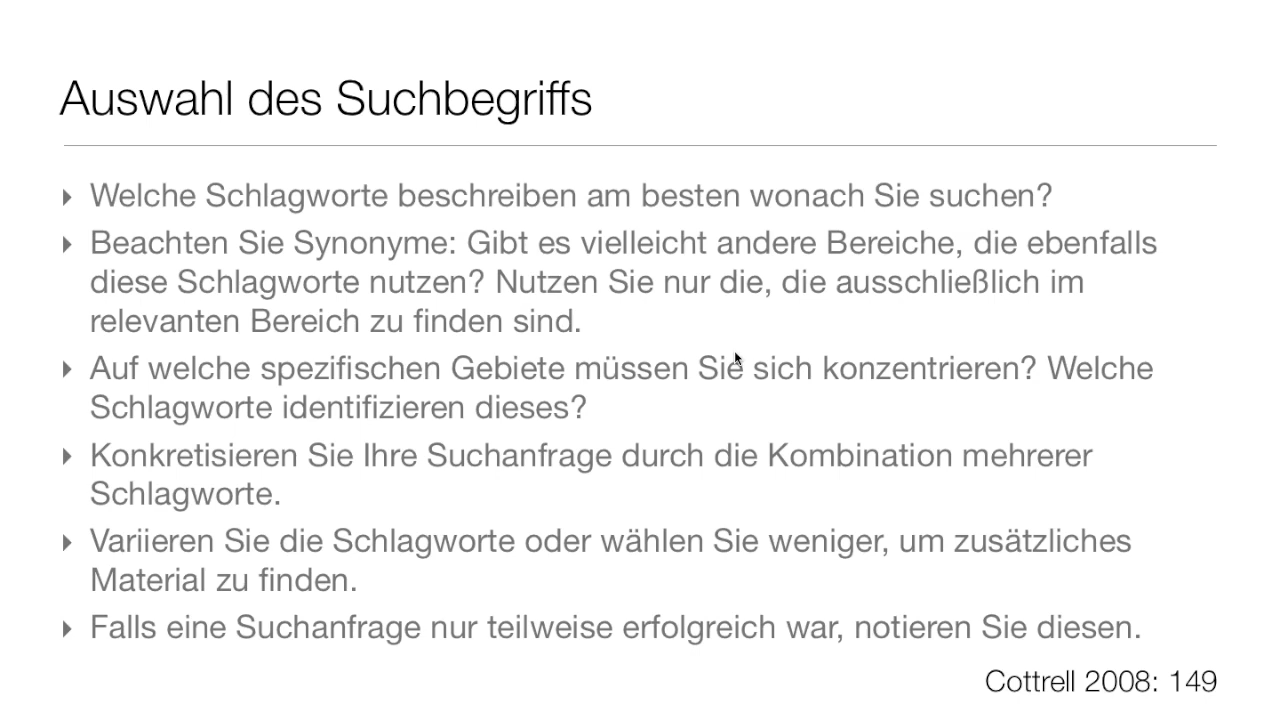 Auswahl des Suchbegriffs
Welche Schlagworte beschreiben am besten wonach Sie suchen?
Beachten Sie Synonyme: Gibt es vielleicht andere Bereiche, die ebenfalls
diese Schlagworte nutzen? Nutzen Sie nur die, die ausschließlich im
relevanten Bereich zu finden sind.
Auf welche spezifischen Gebiete müssen Sie sich konzentrieren? Welche
Schlagworte identifizieren dieses?
Konkretisieren Sie Ihre Suchanfrage durch die Kombination mehrerer
Schlagworte.
Variieren Sie die Schlagworte oder wählen Sie weniger, um zusätzliches
Material zu finden.
Falls eine Suchanfrage nur teilweise erfolgreich war, notieren Sie diesen.
Cottrell 2008: 149